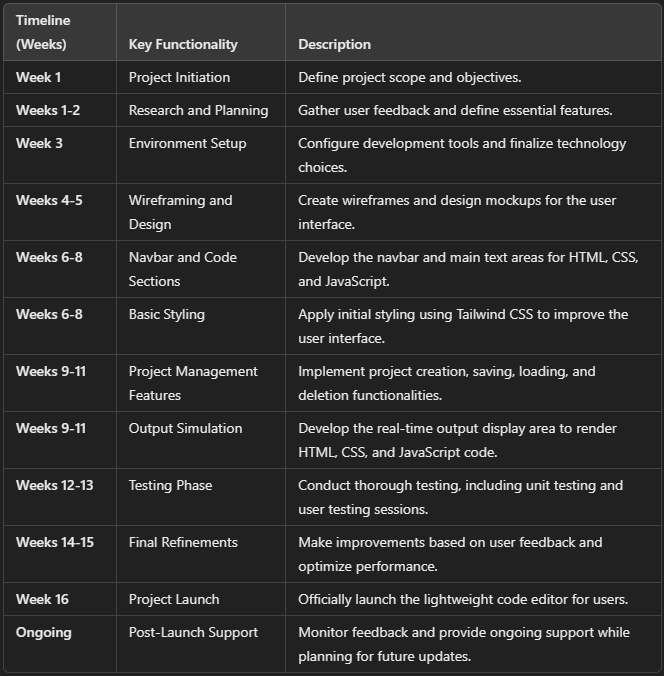 Timeline
(Weeks) Key Functionality Description
Week 1 Project Initiation Define project scope and objectives.
Weeks 1-2 Research and Planning Gather user feedback and define essential features.
Week 3 Environment Setup Configure development tools and finalize technology
choices.
Weeks 4-5 Wireframing and Create wireframes and design mockups for the user
Design interface.
Weeks 6-8 Navbar and Code Develop the navbar and main text areas for HTML, CSS,
Sections and JavaScript.
Weeks 6-8 Basic Styling Apply initial styling using Tailwind CSS to improve the
user interface.
Weeks 9-11 Project Management Implement project creation, saving, loading, and
Features deletion functionalities.
Weeks 9-11 Output Simulation Develop the real-time output display area to render
HTML, CSS, and JavaScript code.
Weeks 12-13 Testing Phase Conduct thorough testing, including unit testing and
user testing sessions.
Weeks 14-15 Final Refinements Make improvements based on user feedback and
optimize performance.
Week 16 Project Launch Officially launch the lightweight code editor for users.
Ongoing Post-Launch Support Monitor feedback and provide ongoing support while
planning for future updates.